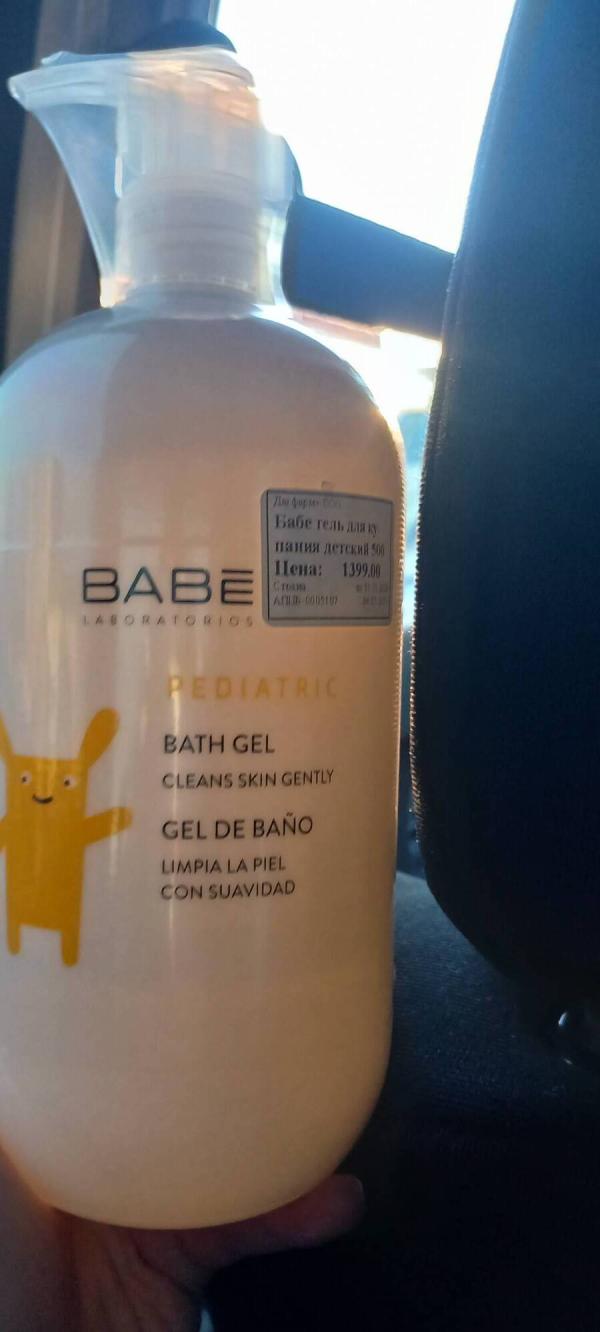 Бабе гель для ку
пания детский 500
Цена: 1399.00
BABĒ
LABORATORIOS
PEDIATRIC
BATH GEL
CLEANS SKIN GENTLY
GEL DE BAÑO
LIMPIA LA PIEL
CON SUAVIDAD